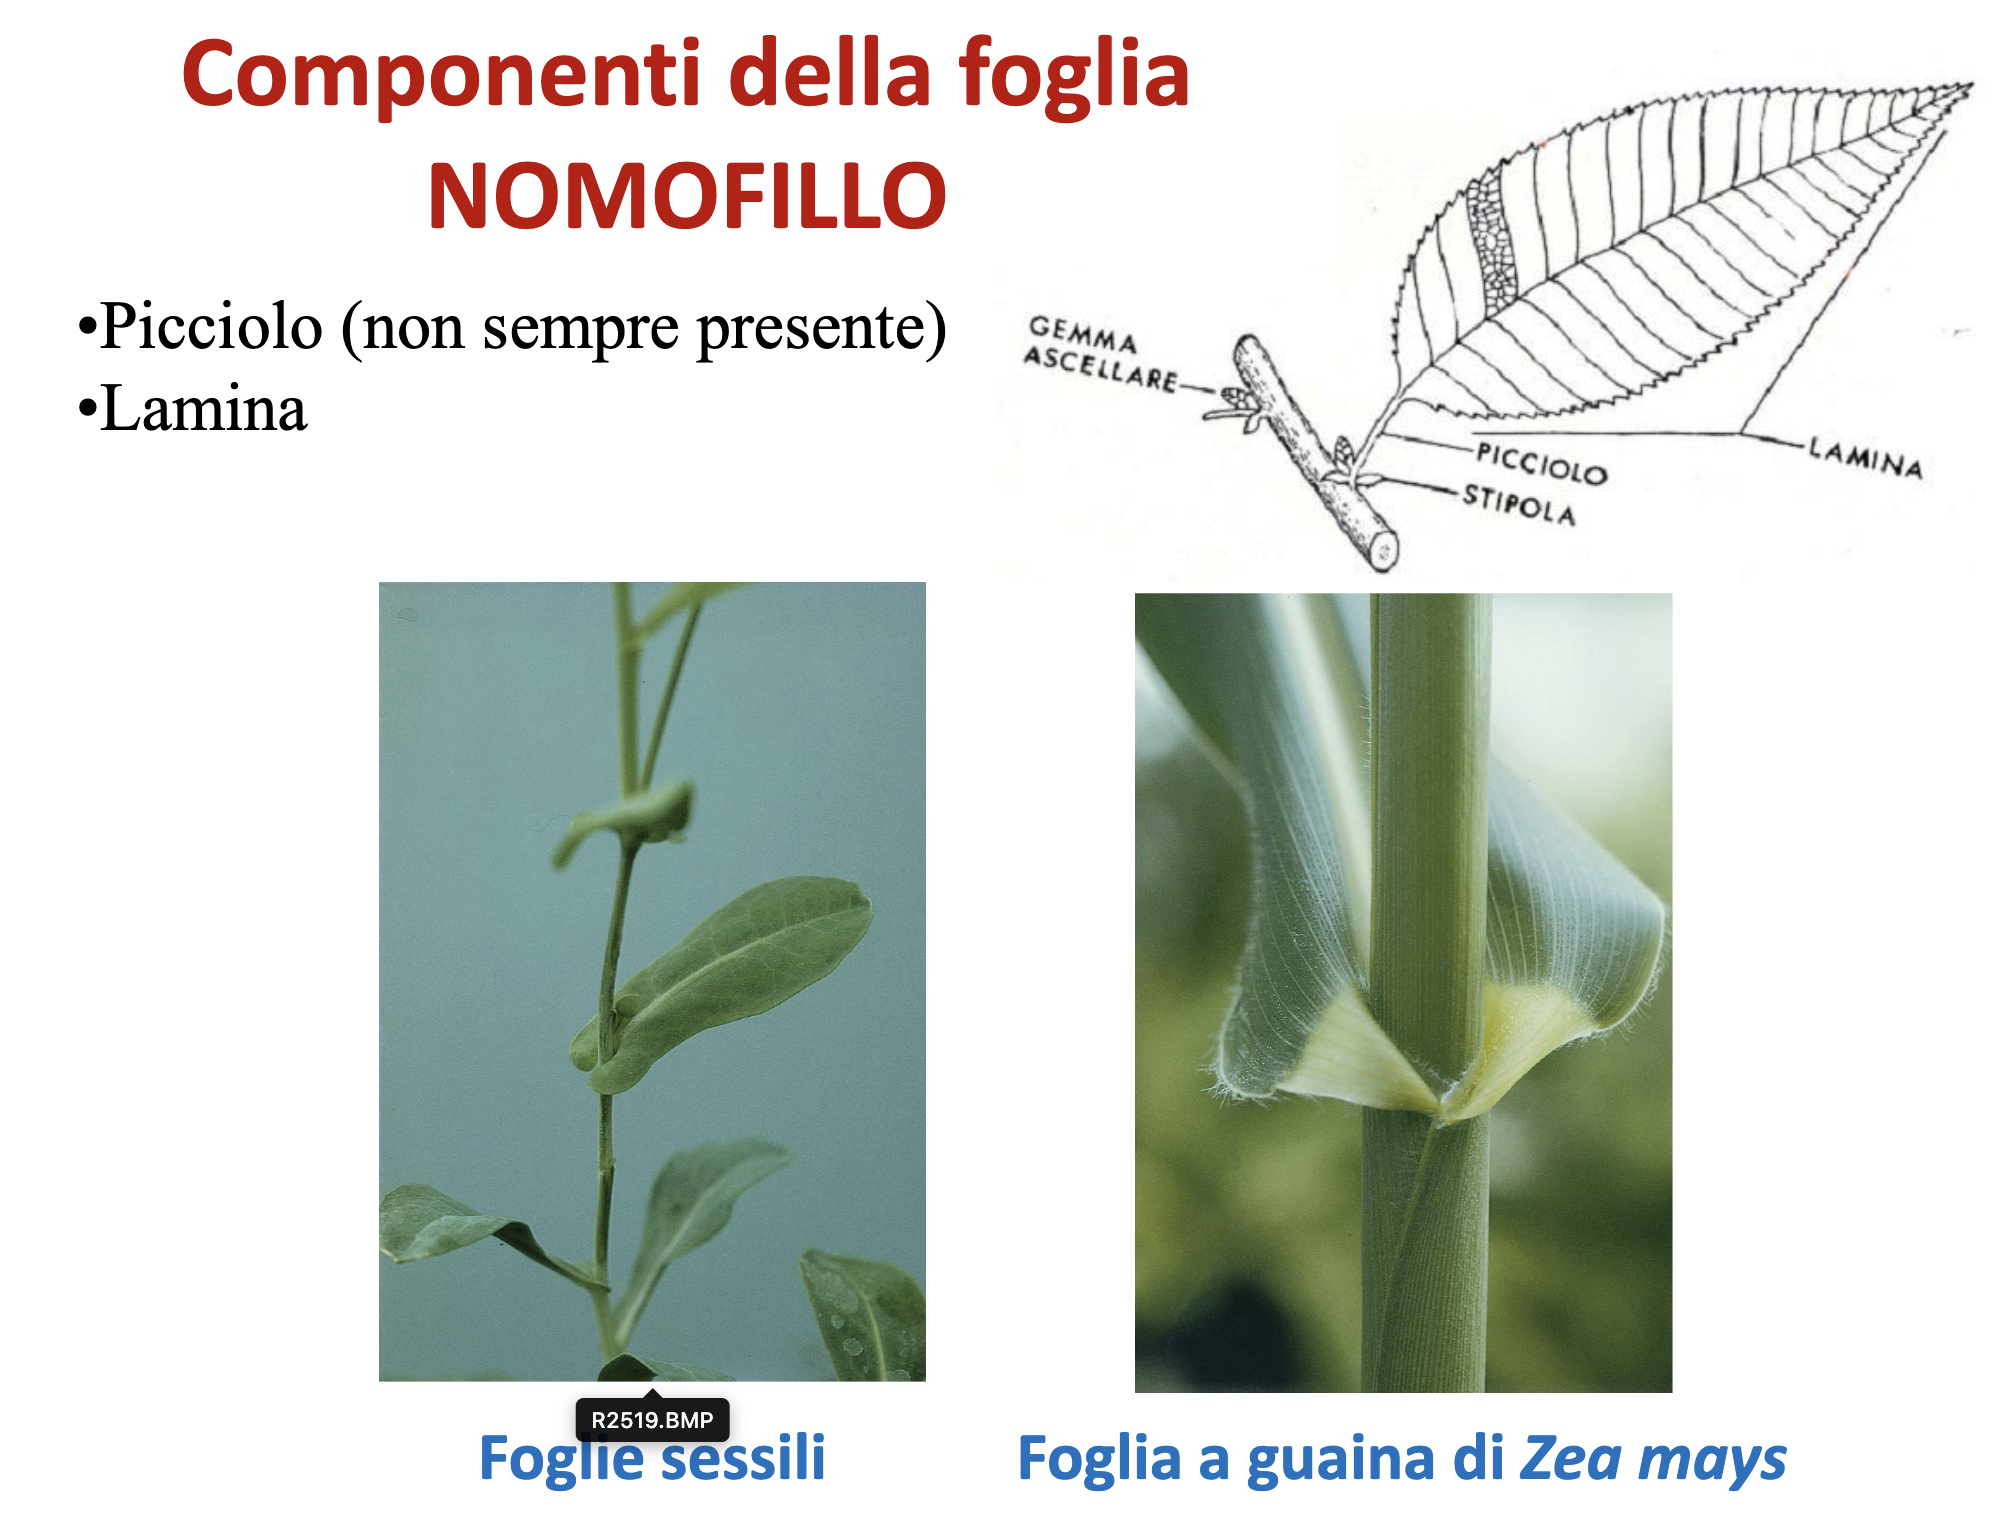 Componenti della foglia
NOMOFILLO
•Picciolo (non sempre presente)
•Lamina
GEMMA
ASCELLARE
PICCIOLO
STIPOLA
LAMINA
R2519.BMP
Foglie sessili
Foglia a guaina di Zea mays